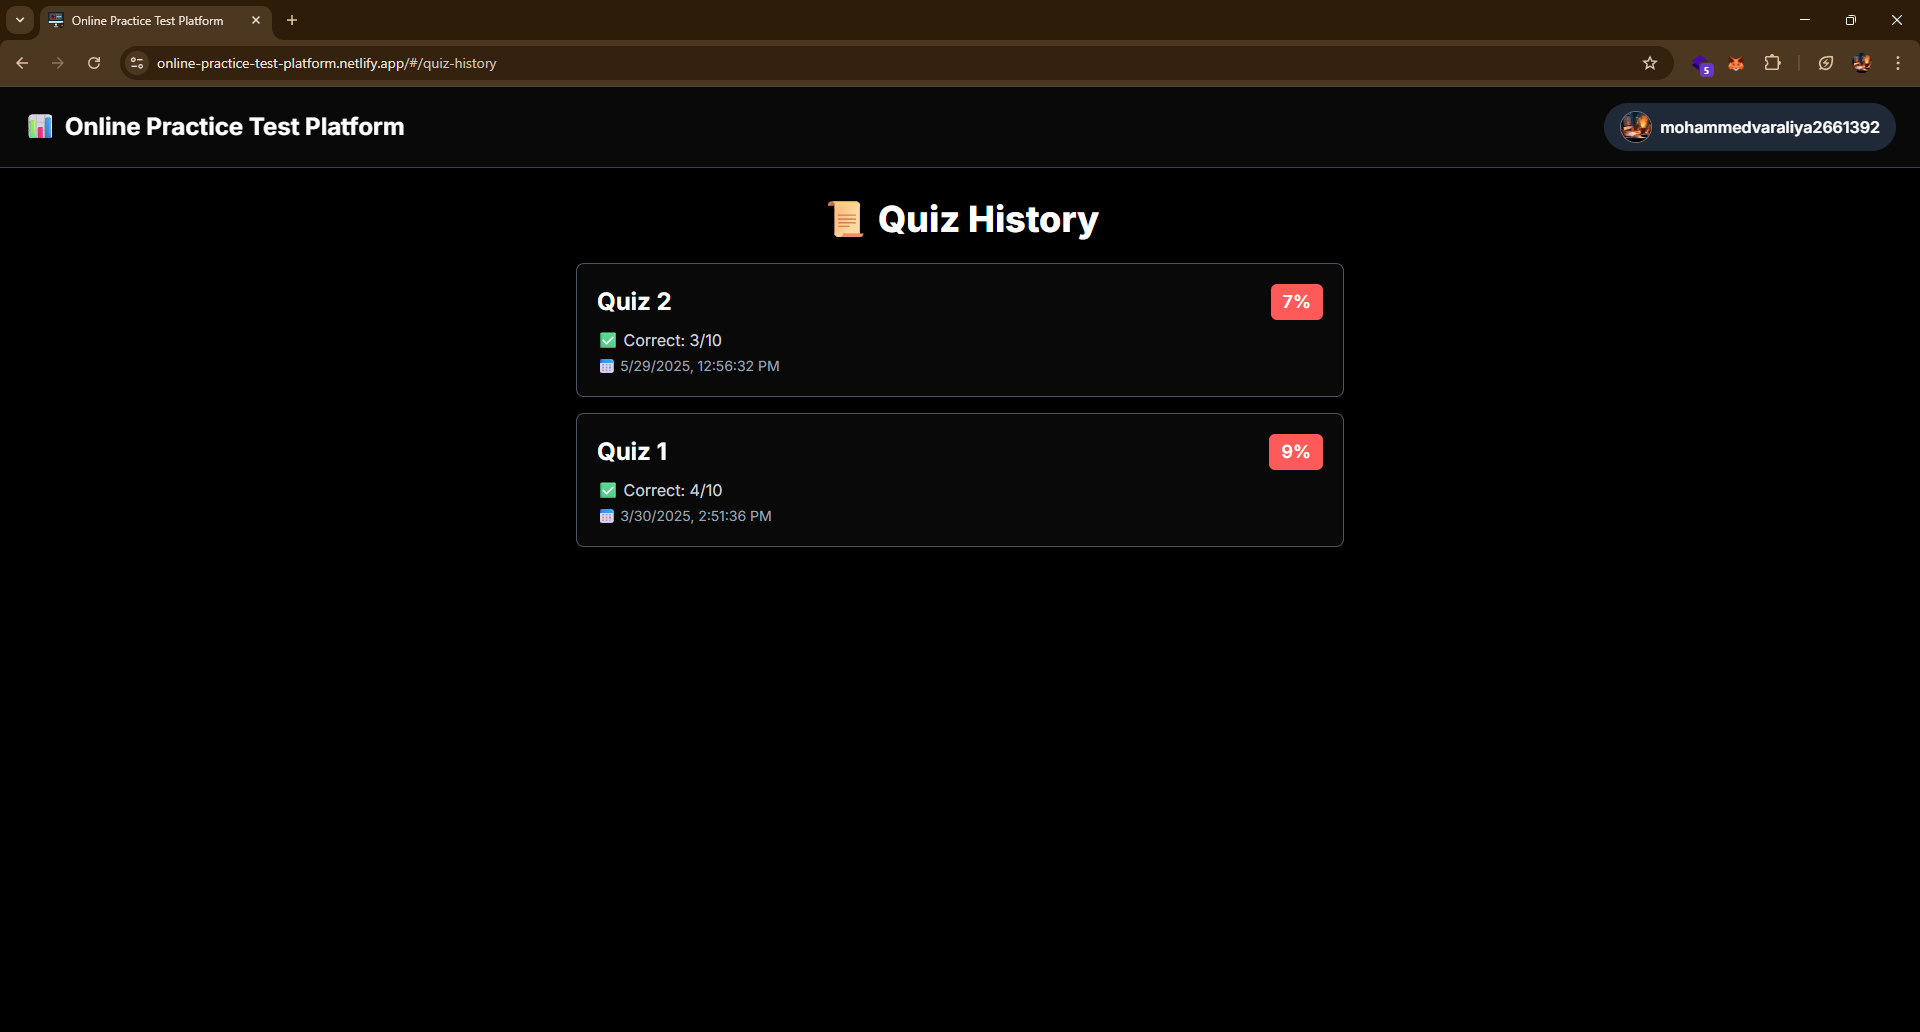 Online Practice Test Platform
online-practice-test-platform.netlify.app/#/quiz-history
5
Online Practice Test Platform
mohammedvaraliya2661392
Quiz History
Quiz 2
7%
Correct: 3/10
5/29/2025, 12:56:32 PM
Quiz 1
9%
Correct: 4/10
3/30/2025, 2:51:36 PM